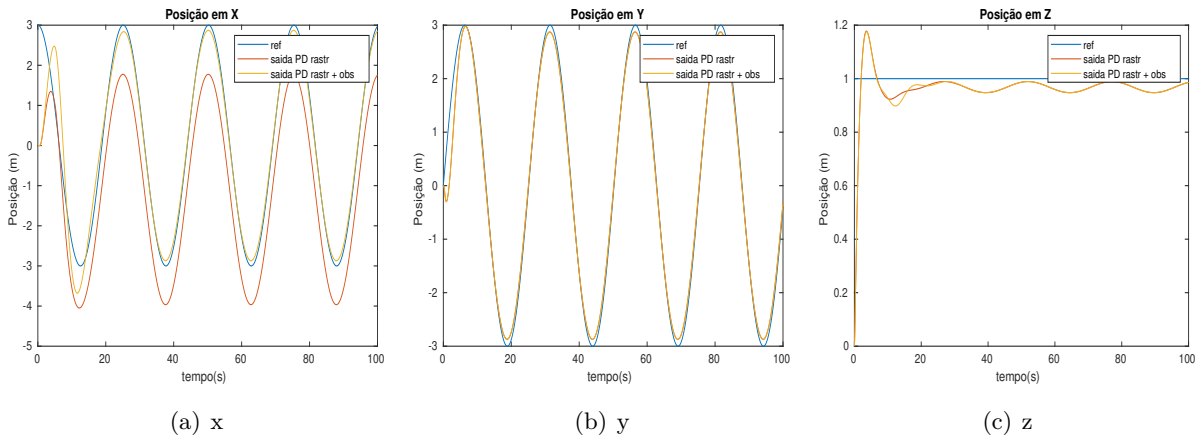 Posição em X
ref
saida PD rastr
saida PD rastr + obs
Posição (m)
3
2
1
0
-1
-2
-3
-4
-5
0
20
40
60
80
100
tempo(s)
(a) x
Posição em Y
ref
saida PD rastr
saida PD rastr + obs
Posição (m)
3
2
1
0
-1
-2
-3
0
20
40
60
80
100
tempo(s)
(b) y
Posição em Z
ref
saida PD rastr
saida PD rastr + obs
Posição (m)
1.2
1
0.8
0.6
0.4
0.2
0
0
20
40
60
80
100
tempo(s)
(c) z